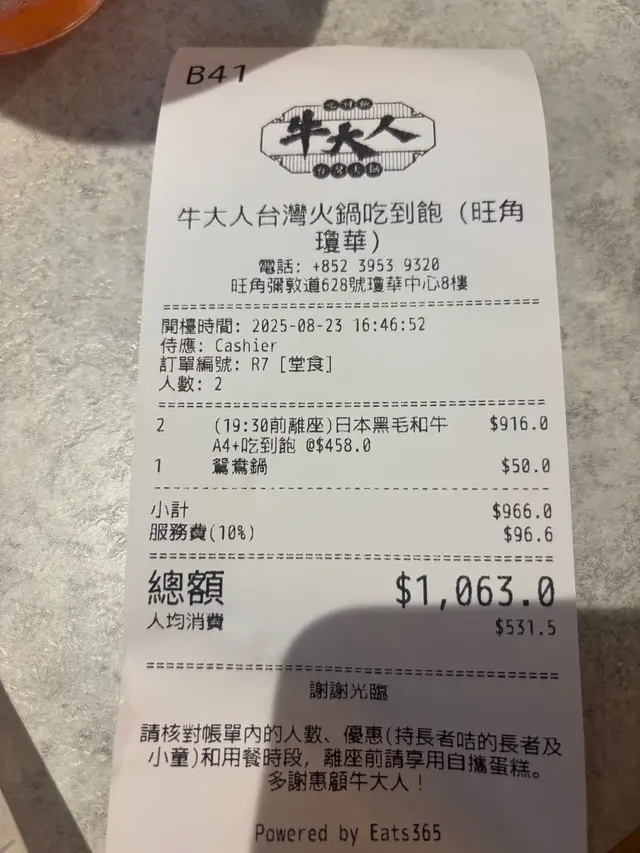 B41
牛大人
台灣火鍋
牛大人台灣火鍋吃到飽 (旺角
瓊華)
電話: +852 3953 9320
旺角彌敦道628號瓊華中心8樓
開檯時間: 2025-08-23 16:46:52
侍應: Cashier
訂單編號: R7 [堂食]
人數: 2
2 (19:30前離座)日本黑毛和牛 $916.0
A4+吃到飽 @$458.0
1 鴛鴦鍋 $50.0
小計 $966.0
服務費(10%) $96.6
總額 $1,063.0
人均消費 $531.5
謝謝光臨
請核對帳單內的人數、優惠(持長者咭的長者及
小童)和用餐時段, 離座前請享用自攜蛋糕。
多謝惠顧牛大人!
Powered by Eats365